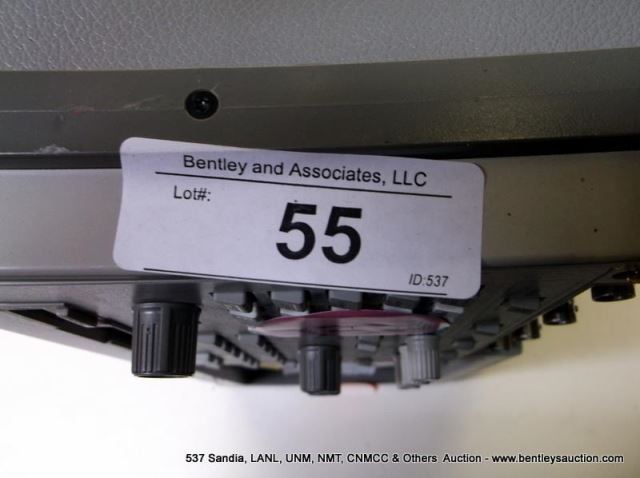 Bentley and Associates, LLC
Lot#:
55
ID:537
537 Sandia, LANL, UNM, NMT, CNMCC & Others Auction - www.bentleysauction.com